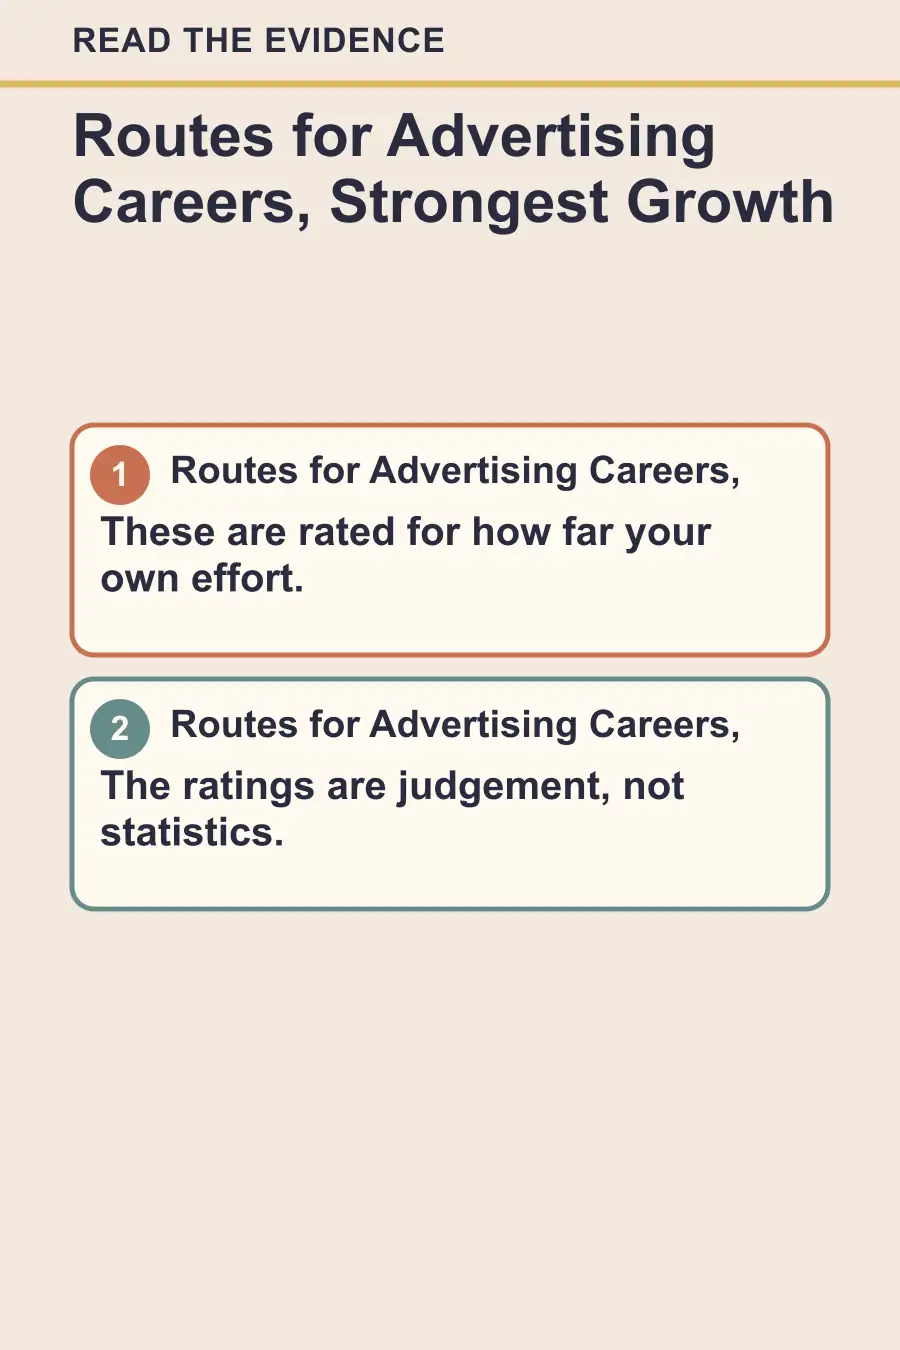 READ THE EVIDENCE
Routes for Advertising
Careers, Strongest Growth
1 Routes for Advertising Careers,
These are rated for how far your
own effort.
2 Routes for Advertising Careers,
The ratings are judgement, not
statistics.